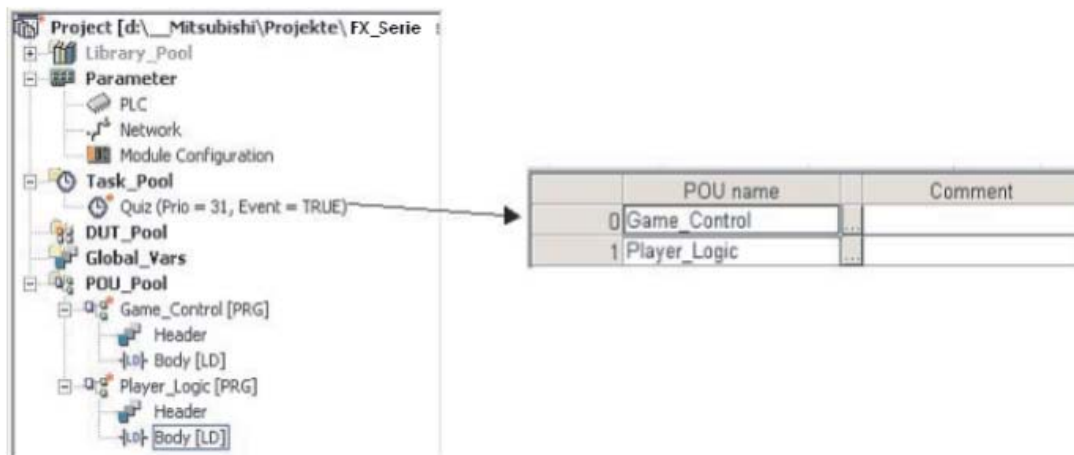 Project [d:\__Mitsubishi\Projekte\ FX_Serie
Library_Pool
Parameter
PLC
Network
Module Configuration
Task_Pool
Quiz (Prio = 31, Event = TRUE)
DUT_Pool
Global_Vars
POU_Pool
Game_Control [PRG]
Header
Body [LD]
Player_Logic [PRG]
Header
Body [LD]
POU name Comment
0 Game_Control ...
1 Player_Logic ...